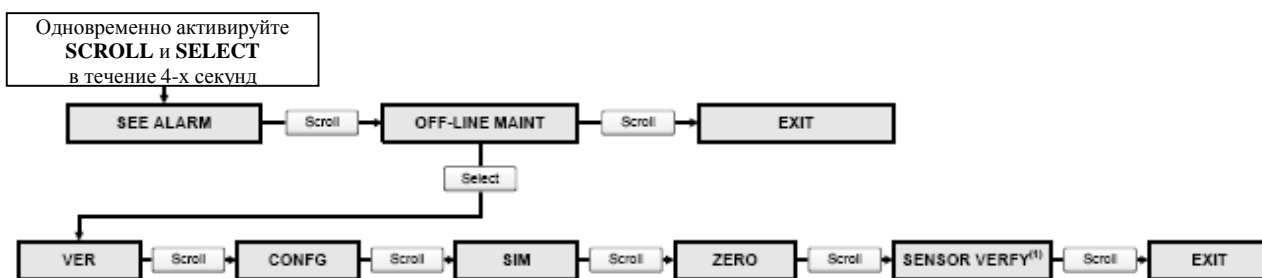 Одновременно активируйте
SCROLL и SELECT
в течение 4-х секунд
SEE ALARM Scroll OFF-LINE MAINT Scroll EXIT
Select
VER Scroll CONFG Scroll SIM Scroll ZERO Scroll SENSOR VERFY(1) Scroll EXIT